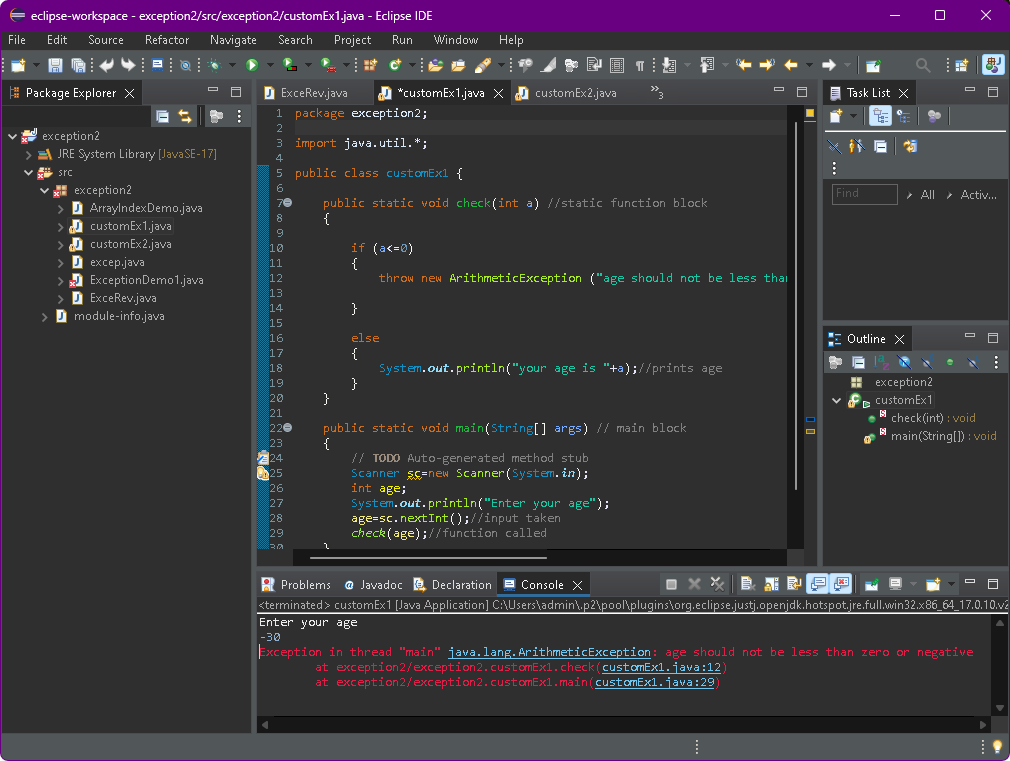 eclipse-workspace - exception2/src/exception2/customEx1.java - Eclipse IDE
File Edit Source Refactor Navigate Search Project Run Window Help
Package Explorer
exception2
JRE System Library [JavaSE-17]
src
exception2
ArrayIndexDemo.java
customEx1.java
customEx2.java
excep.java
ExceptionDemo1.java
ExceRev.java
module-info.java
ExceRev.java *customEx1.java customEx2.java »3
1 package exception2;
2
3 import java.util.*;
4
5 public class customEx1 {
6
7 public static void check(int a) //static function block
8 {
9
10 if (a<=0)
11 {
12 throw new ArithmeticException ("age should not be less tha
13
14 }
15
16 else
17 {
18 System.out.println("your age is "+a);//prints age
19 }
20 }
21
22 public static void main(String[] args) // main block
23 {
24 // TODO Auto-generated method stub
25 Scanner sc=new Scanner(System.in);
26 int age;
27 System.out.println("Enter your age");
28 age=sc.nextInt();//input taken
29 check(age);//function called
30 }
Task List
Find All Activ...
Outline
exception2
customEx1
check(int) : void
main(String[]) : void
Problems @ Javadoc Declaration Console
<terminated> customEx1 [Java Application] C:\Users\admin\.p2\pool\plugins\org.eclipse.justj.openjdk.hotspot.jre.full.win32.x86_64_17.0.10.v2
Enter your age
-30
Exception in thread "main" java.lang.ArithmeticException: age should not be less than zero or negative
at exception2/exception2.customEx1.check(customEx1.java:12)
at exception2/exception2.customEx1.main(customEx1.java:29)